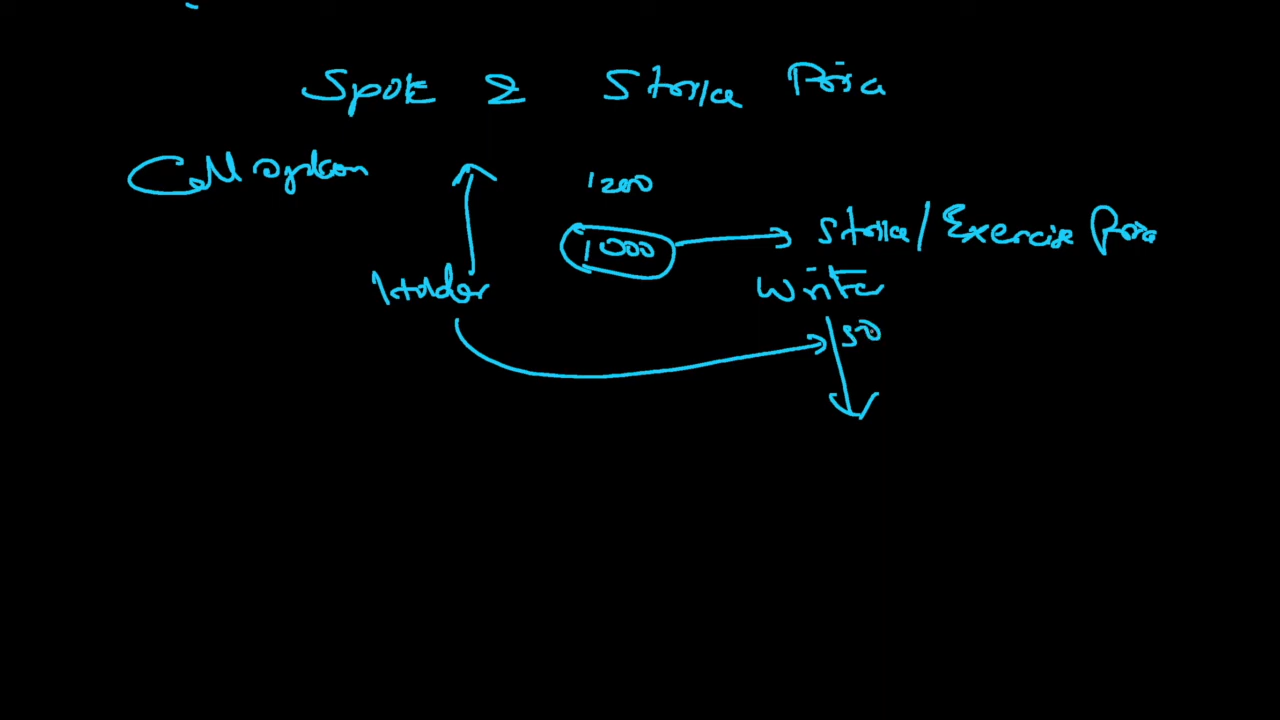 Spot & Strike Price
Call option
1200
1000 → Strike / Exercise Price
Holder
Writer
50